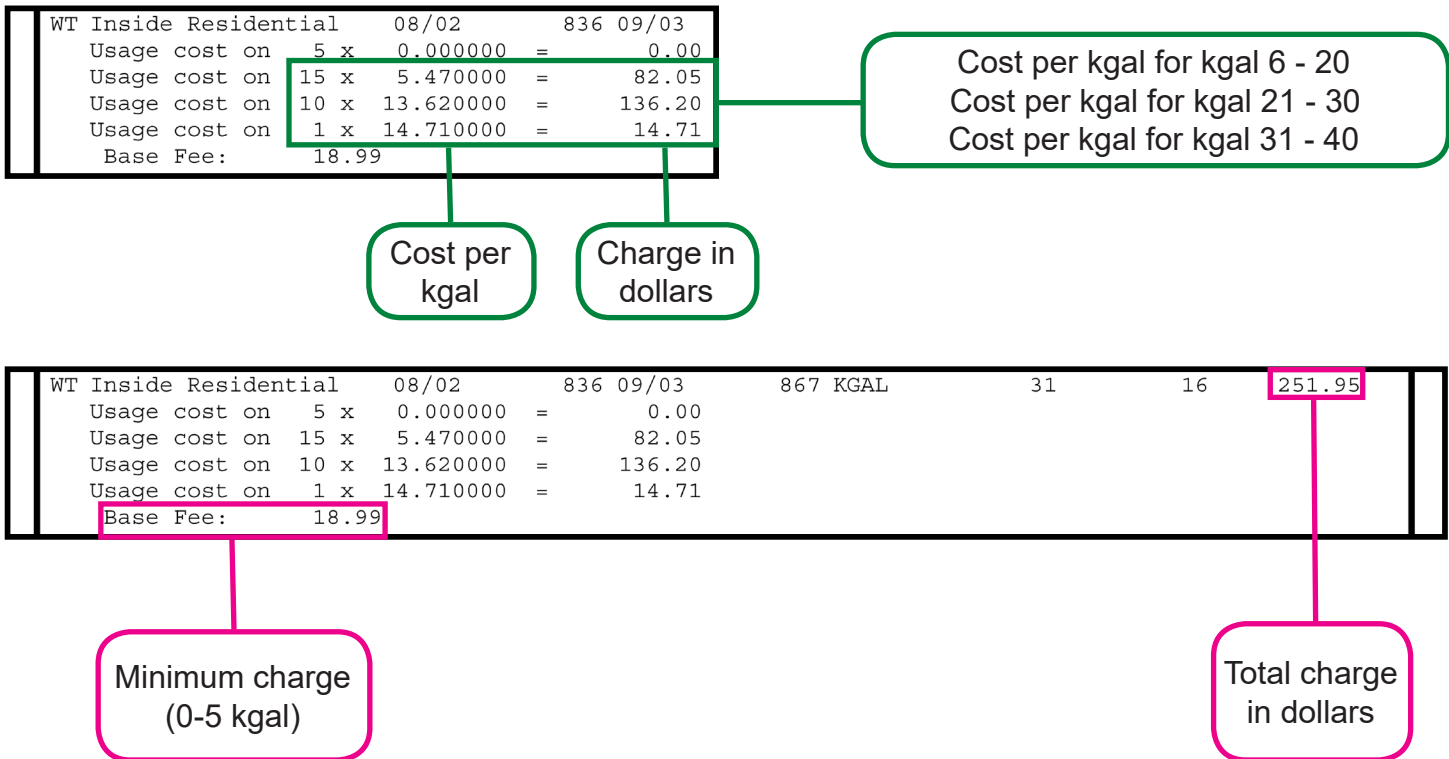 WT Inside Residential 08/02 836 09/03
Usage cost on 5 x 0.000000 = 0.00
Usage cost on 15 x 5.470000 = 82.05
Usage cost on 10 x 13.620000 = 136.20
Usage cost on 1 x 14.710000 = 14.71
Base Fee: 18.99
Cost per kgal for kgal 6 - 20
Cost per kgal for kgal 21 - 30
Cost per kgal for kgal 31 - 40
Cost per
kgal
Charge in
dollars
WT Inside Residential 08/02 836 09/03 867 KGAL 31 16 251.95
Usage cost on 5 x 0.000000 = 0.00
Usage cost on 15 x 5.470000 = 82.05
Usage cost on 10 x 13.620000 = 136.20
Usage cost on 1 x 14.710000 = 14.71
Base Fee: 18.99
Minimum charge
(0-5 kgal)
Total charge
in dollars